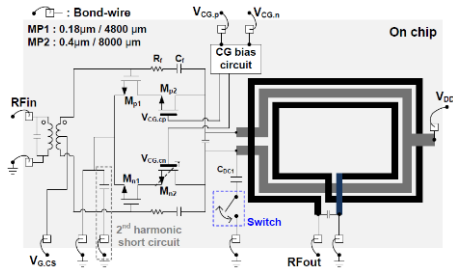 : Bond-wire
MP1 : 0.18μm / 4800 μm
MP2 : 0.4μm / 8000 μm
VCG.p
VCG.n
On chip
CG bias
circuit
Rf
Cf
Mp1
Mp2
VCG.cp
RFin
VDD
VCG.cn
Mn1
Mn2
CDC1
Switch
2nd harmonic
short circuit
VG.CS
RFout